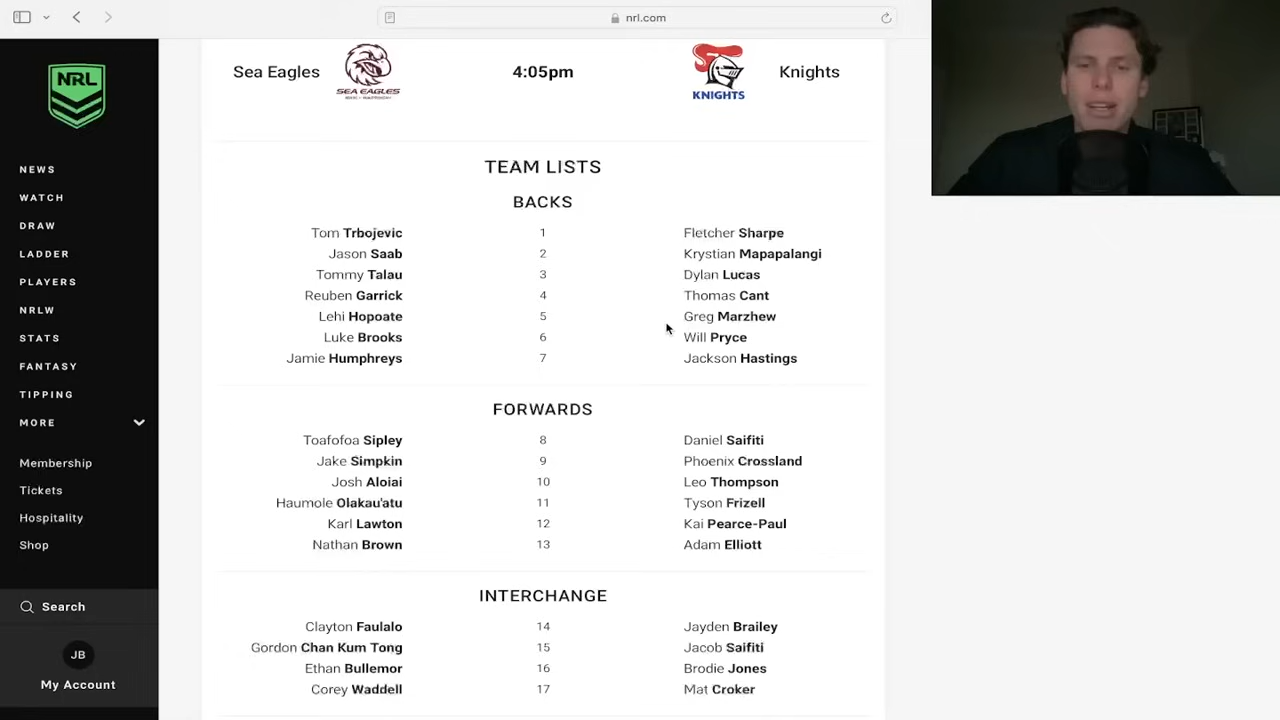 nrl.com
NRL
NEWS
WATCH
DRAW
LADDER
PLAYERS
NRLW
STATS
FANTASY
TIPPING
MORE
Membership
Tickets
Hospitality
Shop
Search
JB
My Account
Sea Eagles SEA EAGLES 4:05pm KNIGHTS Knights
TEAM LISTS
BACKS
Tom Trbojevic 1 Fletcher Sharpe
Jason Saab 2 Krystian Mapapalangi
Tommy Talau 3 Dylan Lucas
Reuben Garrick 4 Thomas Cant
Lehi Hopoate 5 Greg Marzhew
Luke Brooks 6 Will Pryce
Jamie Humphreys 7 Jackson Hastings
FORWARDS
Toafofoa Sipley 8 Daniel Saifiti
Jake Simpkin 9 Phoenix Crossland
Josh Aloiai 10 Leo Thompson
Haumole Olakau'atu 11 Tyson Frizell
Karl Lawton 12 Kai Pearce-Paul
Nathan Brown 13 Adam Elliott
INTERCHANGE
Clayton Faulalo 14 Jayden Brailey
Gordon Chan Kum Tong 15 Jacob Saifiti
Ethan Bullemor 16 Brodie Jones
Corey Waddell 17 Mat Croker